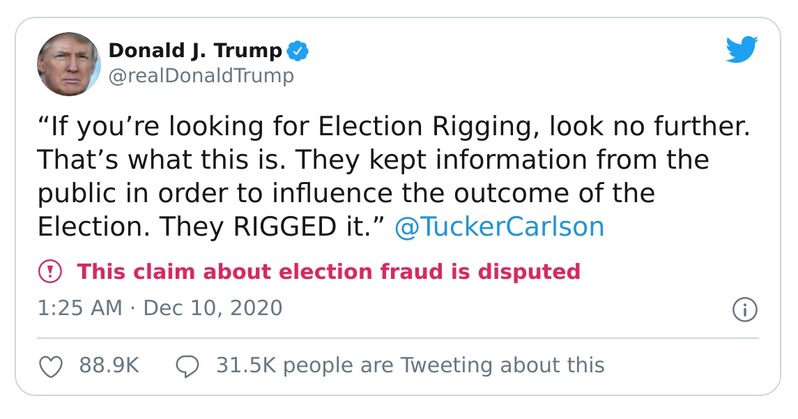 Donald J. Trump
@realDonaldTrump
“If you’re looking for Election Rigging, look no further.
That’s what this is. They kept information from the
public in order to influence the outcome of the
Election. They RIGGED it.” @TuckerCarlson
This claim about election fraud is disputed
1:25 AM · Dec 10, 2020
88.9K 31.5K people are Tweeting about this